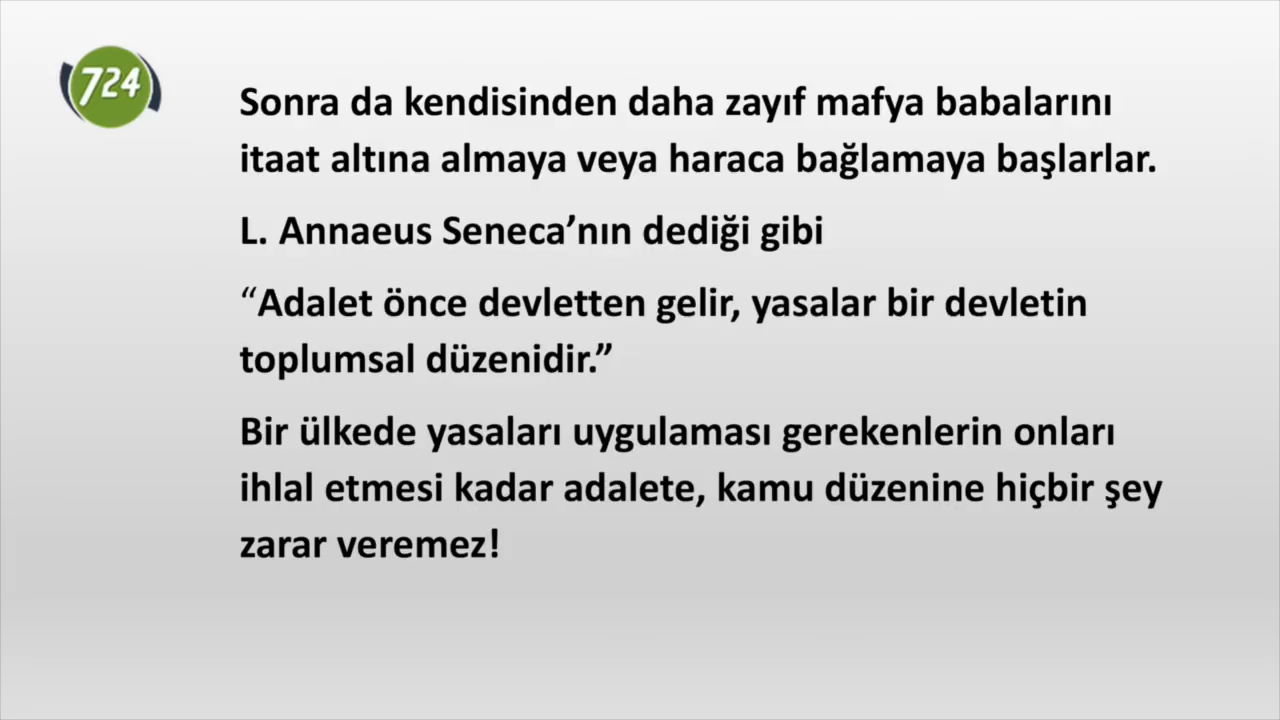 724
Sonra da kendisinden daha zayıf mafya babalarını
itaat altına almaya veya haraca bağlamaya başlarlar.
L. Annaeus Seneca’nın dediği gibi
“Adalet önce devletten gelir, yasalar bir devletin
toplumsal düzenidir.”
Bir ülkede yasaları uygulaması gerekenlerin onları
ihlal etmesi kadar adalete, kamu düzenine hiçbir şey
zarar veremez!